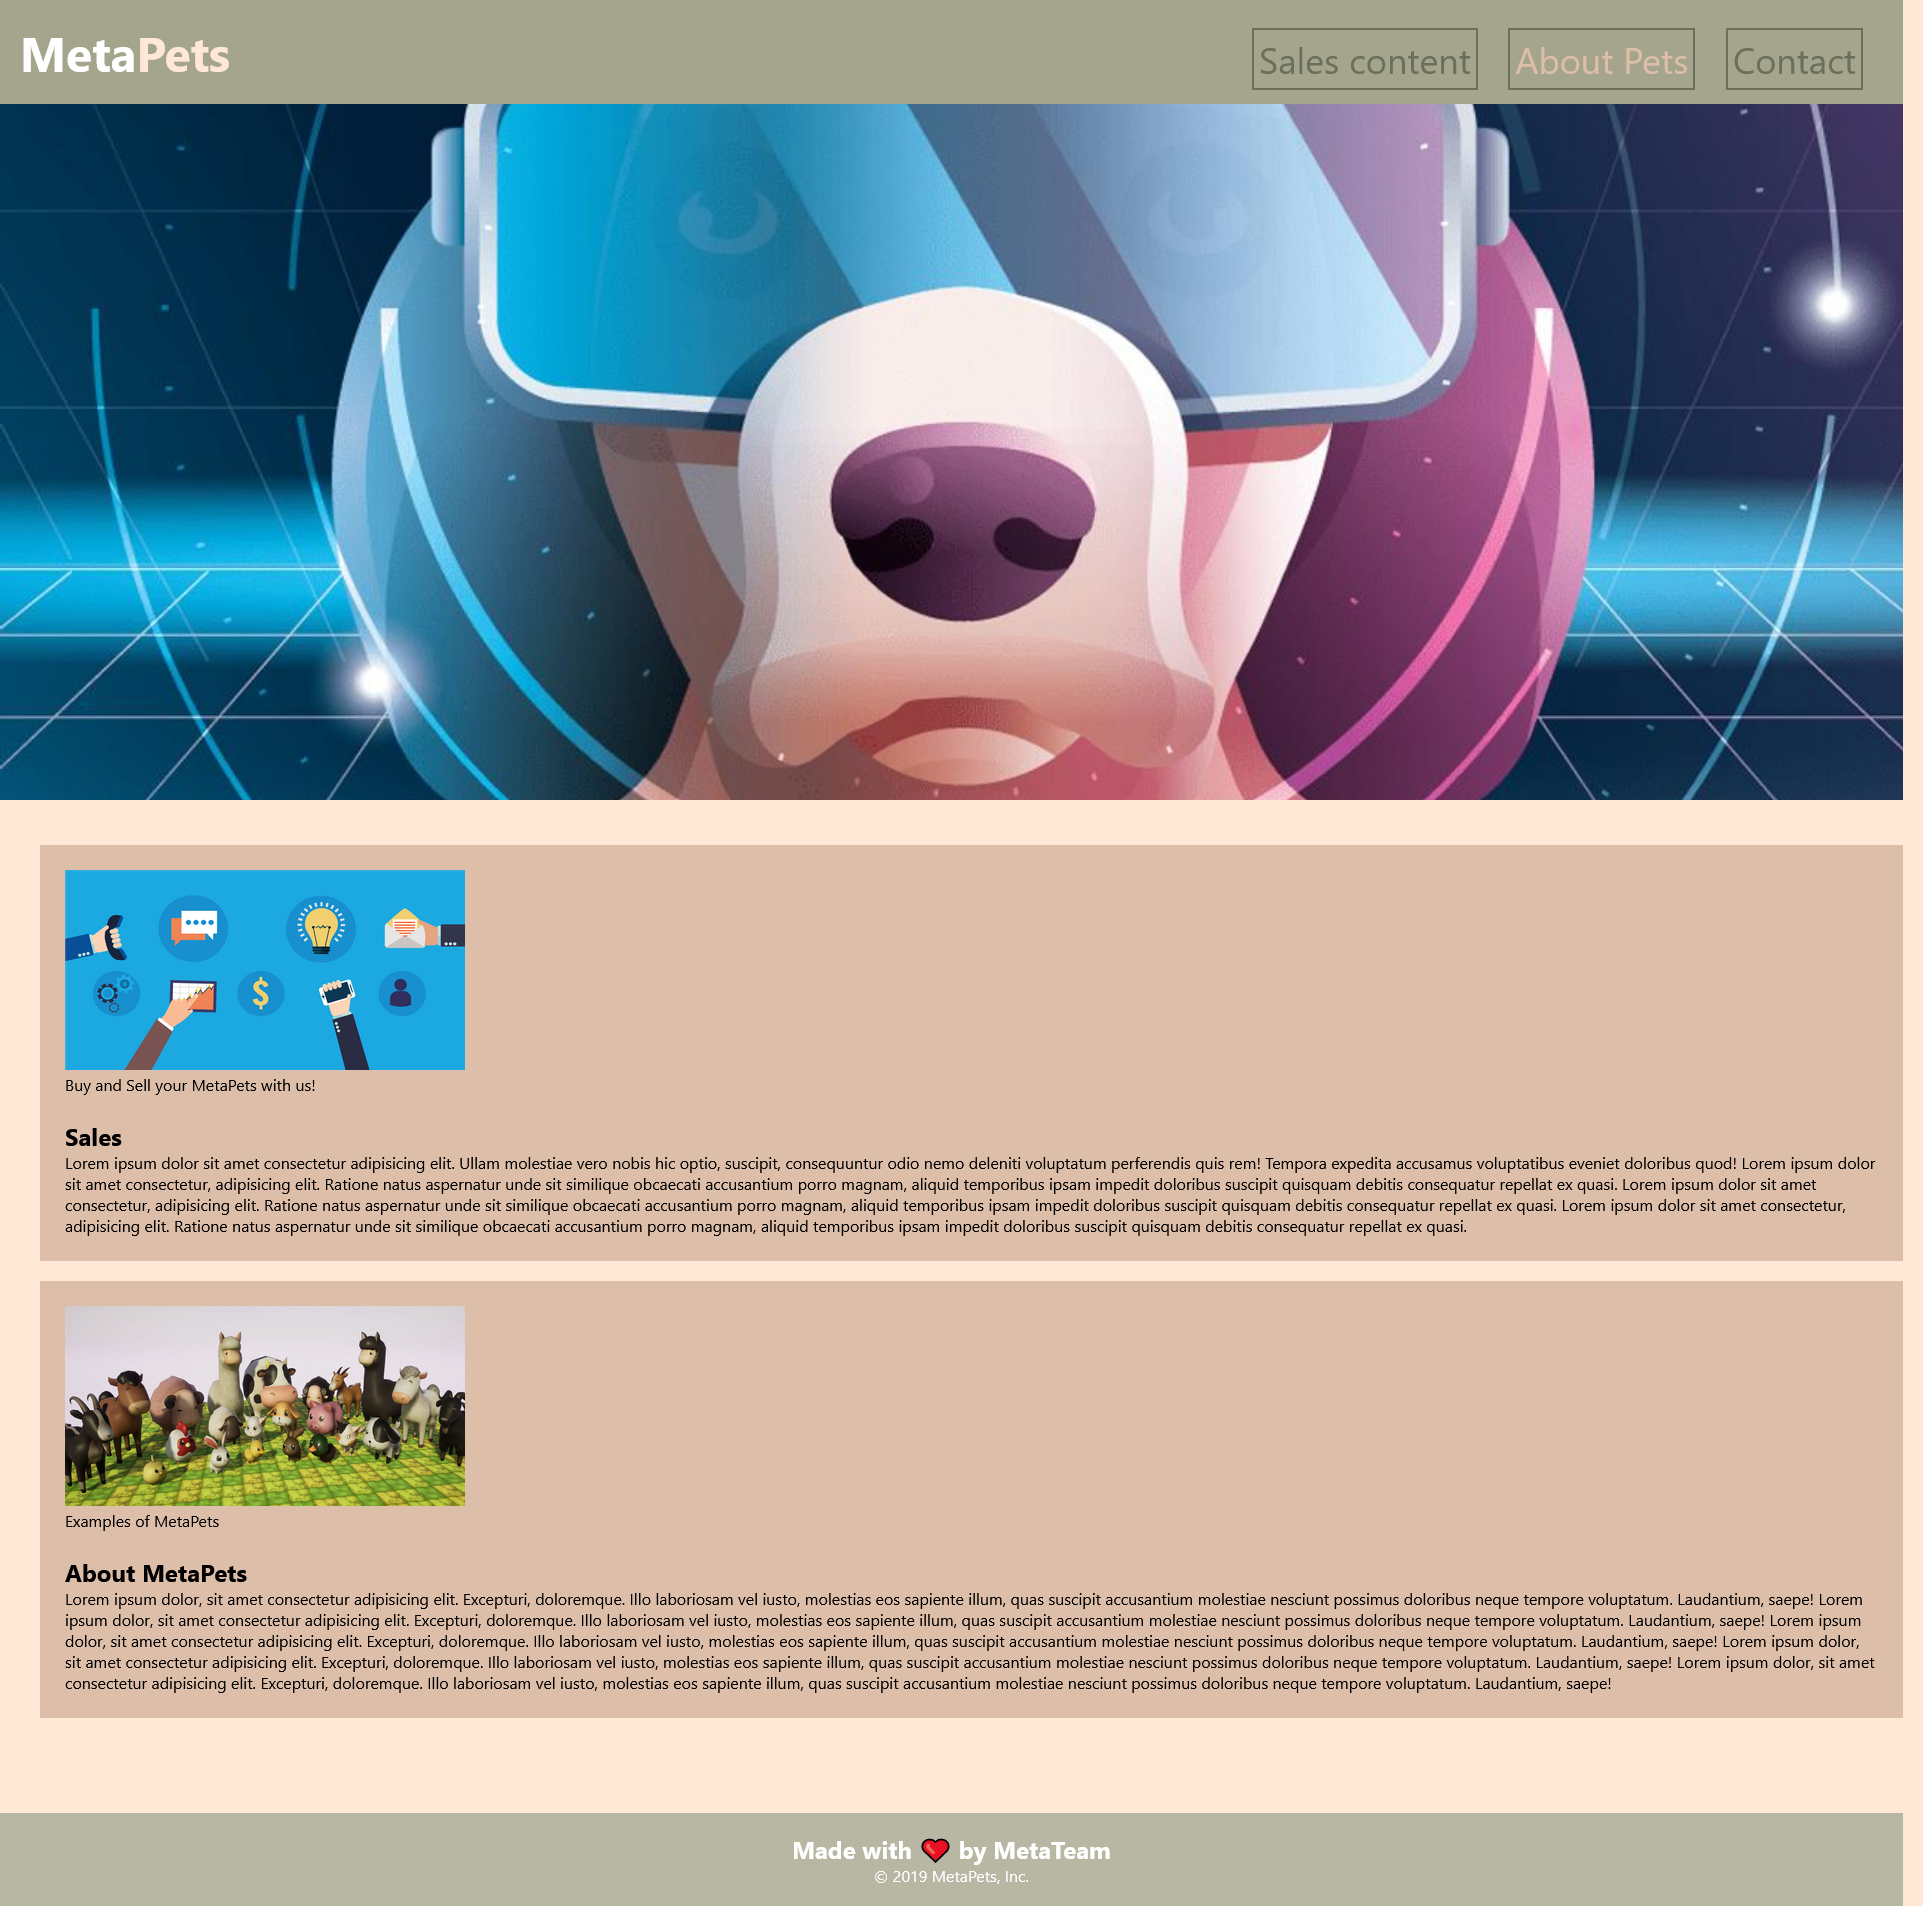 MetaPets
Sales content
About Pets
Contact
$
Buy and Sell your MetaPets with us!
Sales
Lorem ipsum dolor sit amet consectetur adipisicing elit. Ullam molestiae vero nobis hic optio, suscipit, consequuntur odio nemo deleniti voluptatum perferendis quis rem! Tempora expedita accusamus voluptatibus eveniet doloribus quod! Lorem ipsum dolor
sit amet consectetur, adipisicing elit. Ratione natus aspernatur unde sit similique obcaecati accusantium porro magnam, aliquid temporibus ipsam impedit doloribus suscipit quisquam debitis consequatur repellat ex quasi. Lorem ipsum dolor sit amet
consectetur, adipisicing elit. Ratione natus aspernatur unde sit similique obcaecati accusantium porro magnam, aliquid temporibus ipsam impedit doloribus suscipit quisquam debitis consequatur repellat ex quasi. Lorem ipsum dolor sit amet consectetur,
adipisicing elit. Ratione natus aspernatur unde sit similique obcaecati accusantium porro magnam, aliquid temporibus ipsam impedit doloribus suscipit quisquam debitis consequatur repellat ex quasi.
Examples of MetaPets
About MetaPets
Lorem ipsum dolor, sit amet consectetur adipisicing elit. Excepturi, doloremque. Illo laboriosam vel iusto, molestias eos sapiente illum, quas suscipit accusantium molestiae nesciunt possimus doloribus neque tempore voluptatum. Laudantium, saepe! Lorem
ipsum dolor, sit amet consectetur adipisicing elit. Excepturi, doloremque. Illo laboriosam vel iusto, molestias eos sapiente illum, quas suscipit accusantium molestiae nesciunt possimus doloribus neque tempore voluptatum. Laudantium, saepe! Lorem ipsum
dolor, sit amet consectetur adipisicing elit. Excepturi, doloremque. Illo laboriosam vel iusto, molestias eos sapiente illum, quas suscipit accusantium molestiae nesciunt possimus doloribus neque tempore voluptatum. Laudantium, saepe! Lorem ipsum dolor,
sit amet consectetur adipisicing elit. Excepturi, doloremque. Illo laboriosam vel iusto, molestias eos sapiente illum, quas suscipit accusantium molestiae nesciunt possimus doloribus neque tempore voluptatum. Laudantium, saepe! Lorem ipsum dolor, sit amet
consectetur adipisicing elit. Excepturi, doloremque. Illo laboriosam vel iusto, molestias eos sapiente illum, quas suscipit accusantium molestiae nesciunt possimus doloribus neque tempore voluptatum. Laudantium, saepe!
Made with ❤️ by MetaTeam
© 2019 MetaPets, Inc.